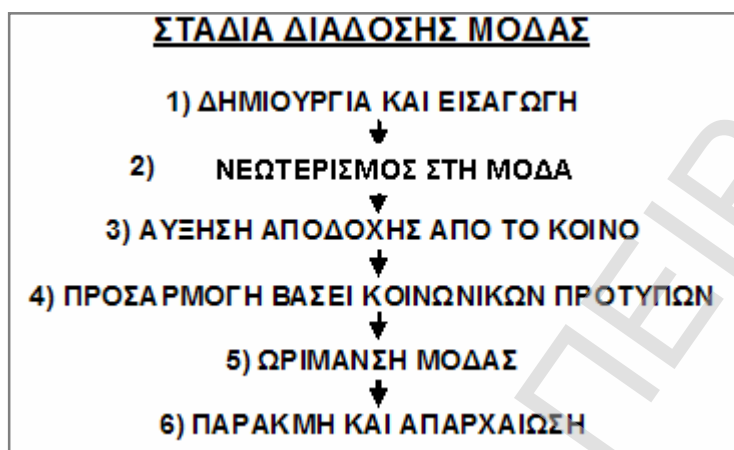 ΣΤΑΔΙΑ ΔΙΑΔΟΣΗΣ ΜΟΔΑΣ
1) ΔΗΜΙΟΥΡΓΙΑ ΚΑΙ ΕΙΣΑΓΩΓΗ
2) ΝΕΩΤΕΡΙΣΜΟΣ ΣΤΗ ΜΟΔΑ
3) ΑΥΞΗΣΗ ΑΠΟΔΟΧΗΣ ΑΠΟ ΤΟ ΚΟΙΝΟ
4) ΠΡΟΣΑΡΜΟΓΗ ΒΑΣΕΙ ΚΟΙΝΩΝΙΚΩΝ ΠΡΟΤΥΠΩΝ
5) ΩΡΙΜΑΝΣΗ ΜΟΔΑΣ
6) ΠΑΡΑΚΜΗ ΚΑΙ ΑΠΑΡΧΑΙΩΣΗ